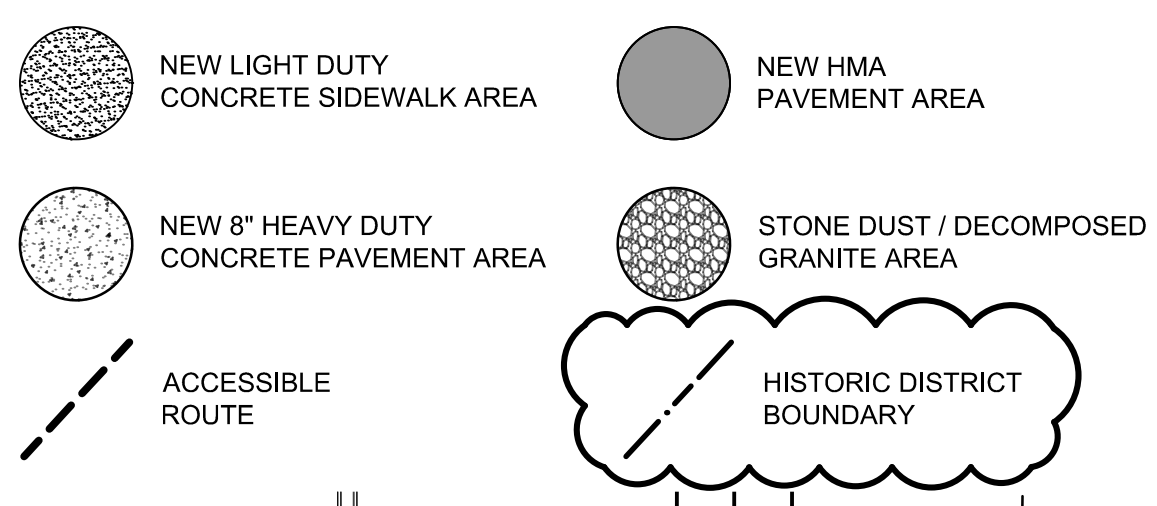 NEW LIGHT DUTY
CONCRETE SIDEWALK AREA
NEW HMA
PAVEMENT AREA
NEW 8" HEAVY DUTY
CONCRETE PAVEMENT AREA
STONE DUST / DECOMPOSED
GRANITE AREA
ACCESSIBLE
ROUTE
HISTORIC DISTRICT
BOUNDARY